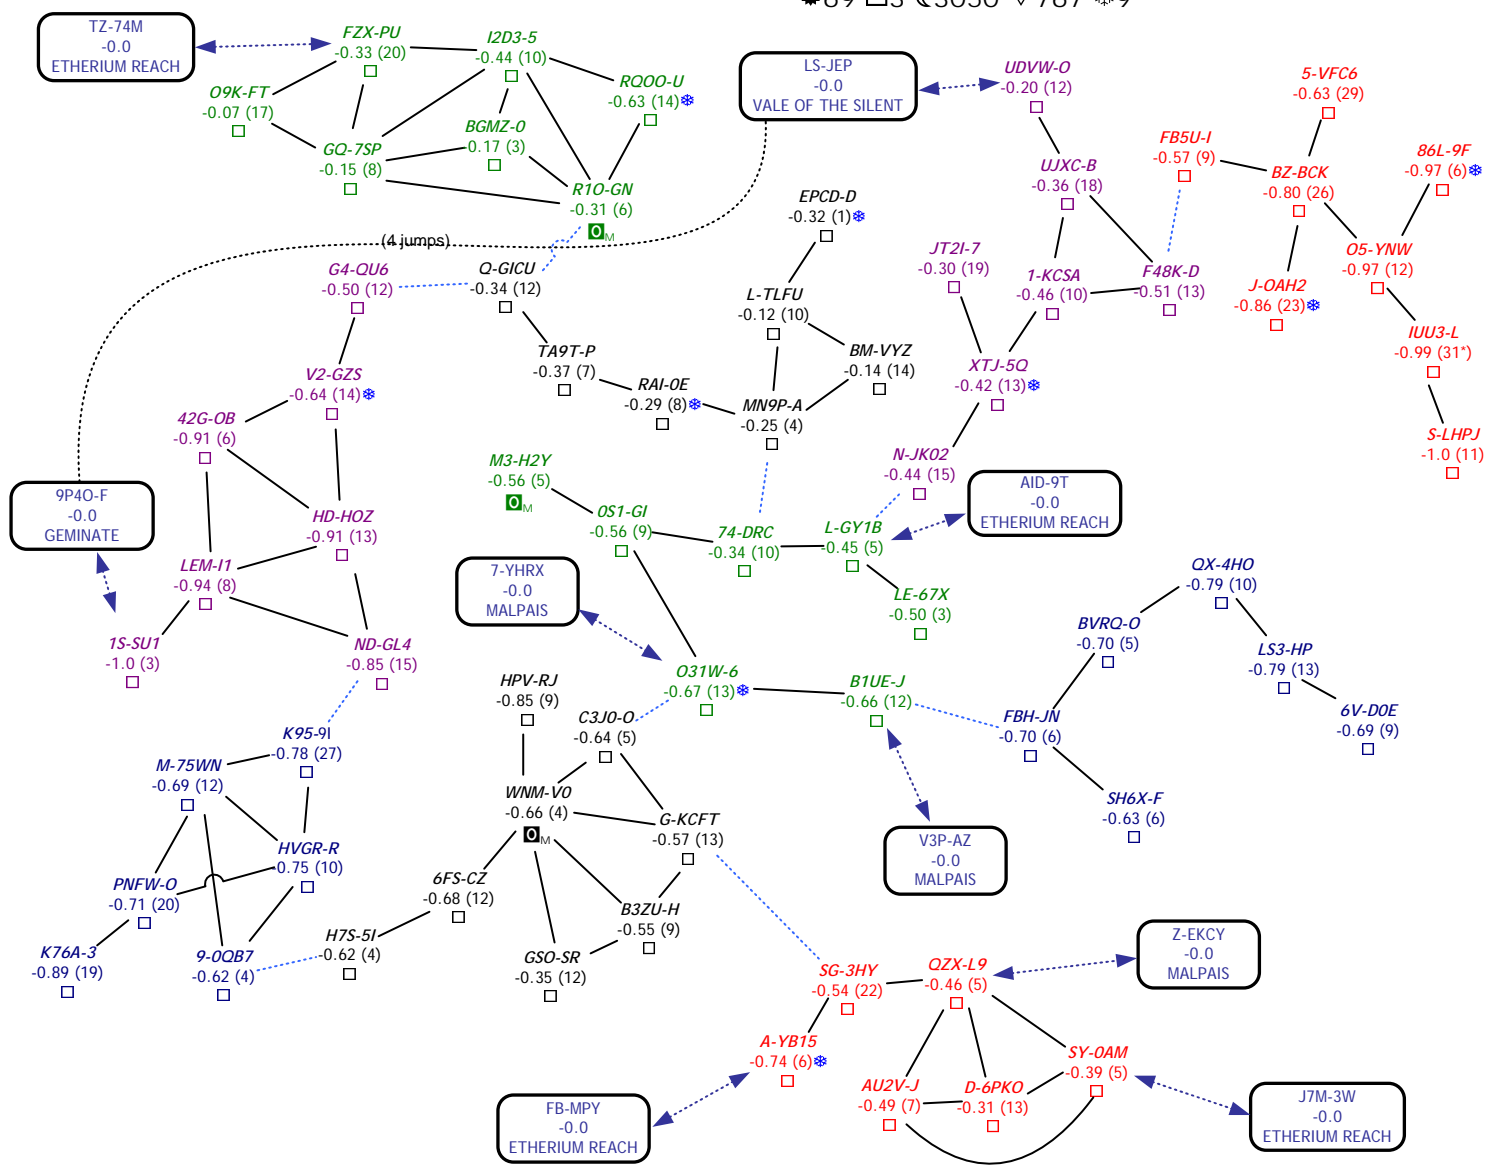 69 3 3050 787 9
TZ-74M
-0.0
ETHERIUM REACH
FZX-PU
-0.33 (20)
I2D3-5
-0.44 (10)
RQOO-U
-0.63 (14)
O9K-FT
-0.07 (17)
BGMZ-0
0.17 (3)
GQ-7SP
-0.15 (8)
R1O-GN
-0.31 (6)
0M
LS-JEP
-0.0
VALE OF THE SILENT
UDVW-O
-0.20 (12)
UJXC-B
-0.36 (18)
5-VFC6
-0.63 (29)
FB5U-I
-0.57 (9)
BZ-BCK
-0.80 (26)
86L-9F
-0.97 (6)
O5-YNW
-0.97 (12)
J-OAH2
-0.86 (23)
IUU3-L
-0.99 (31*)
S-LHPJ
-1.0 (11)
(4 jumps)
EPCD-D
-0.32 (1)
G4-QU6
-0.50 (12)
Q-GICU
-0.34 (12)
L-TLFU
-0.12 (10)
JT2I-7
-0.30 (19)
1-KCSA
-0.46 (10)
F48K-D
-0.51 (13)
TA9T-P
-0.37 (7)
BM-VYZ
-0.14 (14)
XTJ-5Q
-0.42 (13)
V2-GZS
-0.64 (14)
RAI-0E
-0.29 (8)
MN9P-A
-0.25 (4)
42G-OB
-0.91 (6)
N-JK02
-0.44 (15)
M3-H2Y
-0.56 (5)
0M
9P4O-F
-0.0
GEMINATE
AID-9T
-0.0
ETHERIUM REACH
0S1-GI
-0.56 (9)
HD-HOZ
-0.91 (13)
74-DRC
-0.34 (10)
L-GY1B
-0.45 (5)
LEM-I1
-0.94 (8)
7-YHRX
-0.0
MALPAIS
LE-67X
-0.50 (3)
QX-4HO
-0.79 (10)
BVRQ-O
-0.70 (5)
LS3-HP
-0.79 (13)
1S-SU1
-1.0 (3)
ND-GL4
-0.85 (15)
O31W-6
-0.67 (13)
B1UE-J
-0.66 (12)
HPV-RJ
-0.85 (9)
C3J0-O
-0.64 (5)
FBH-JN
-0.70 (6)
6V-D0E
-0.69 (9)
K95-9I
-0.78 (27)
M-75WN
-0.69 (12)
WNM-V0
-0.66 (4)
0M
G-KCFT
-0.57 (13)
SH6X-F
-0.63 (6)
V3P-AZ
-0.0
MALPAIS
HVGR-R
-0.75 (10)
PNFW-O
-0.71 (20)
6FS-CZ
-0.68 (12)
B3ZU-H
-0.55 (9)
H7S-5I
-0.62 (4)
K76A-3
-0.89 (19)
9-0QB7
-0.62 (4)
GSO-SR
-0.35 (12)
SG-3HY
-0.54 (22)
QZX-L9
-0.46 (5)
Z-EKCY
-0.0
MALPAIS
A-YB15
-0.74 (6)
SY-0AM
-0.39 (5)
AU2V-J
-0.49 (7)
D-6PKO
-0.31 (13)
FB-MPY
-0.0
ETHERIUM REACH
J7M-3W
-0.0
ETHERIUM REACH